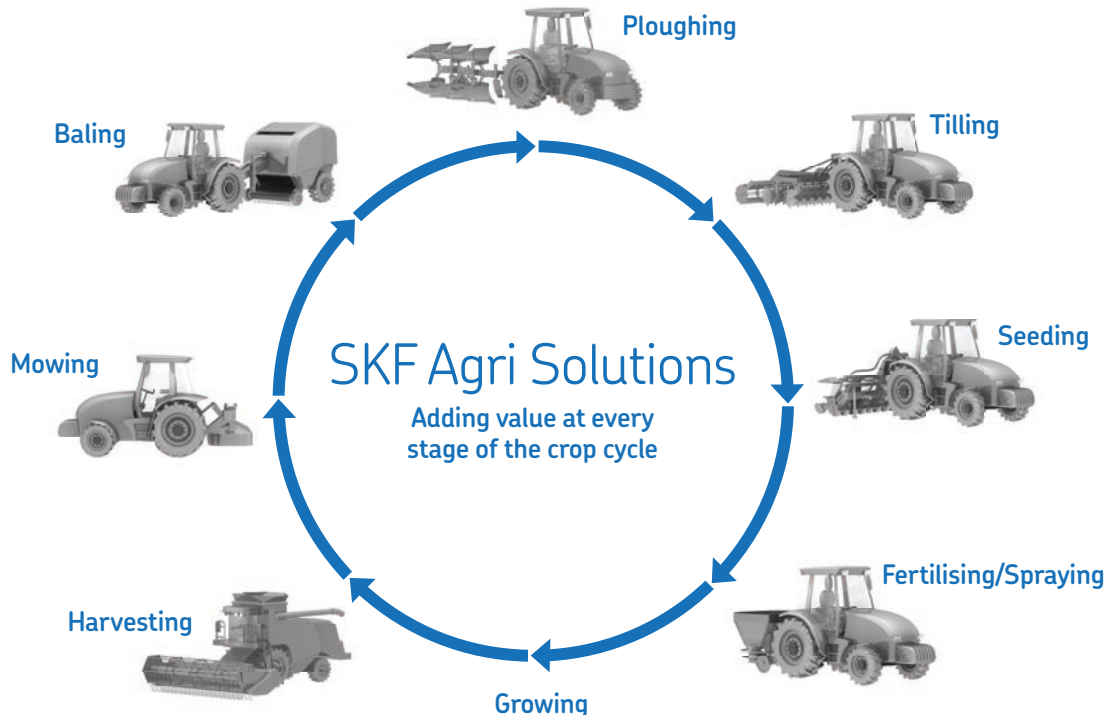 Ploughing
Tilling
Baling
Seeding
SKF Agri Solutions
Adding value at every
stage of the crop cycle
Mowing
Fertilising/Spraying
Harvesting
Growing